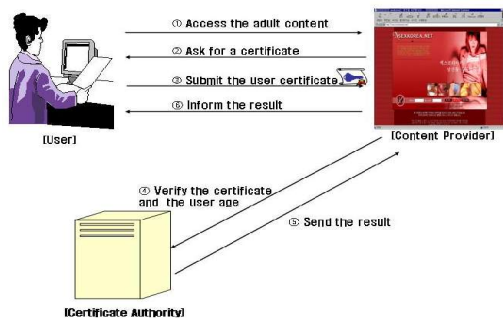 ① Access the adult content
② Ask for a certificate
③ Submit the user certificate
⑥ Inform the result
[User]
[Content Provider]
④ Verify the certificate
and the user age
⑤ Send the result
[Certificate Authority]